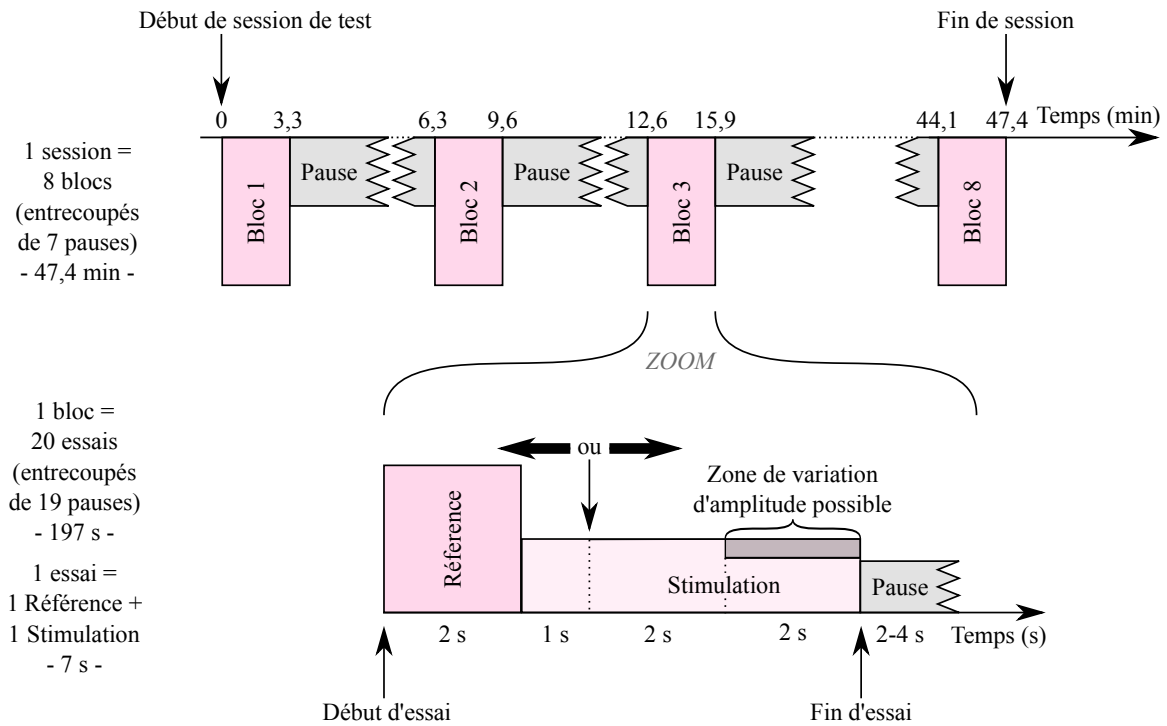 Début de session de test
Fin de session
0 3,3 6,3 9,6 12,6 15,9 44,1 47,4 Temps (min)
1 session =
8 blocs
(entrecoupés
de 7 pauses)
- 47,4 min -
Bloc 1
Pause
Bloc 2
Pause
Bloc 3
Pause
Bloc 8
ZOOM
1 bloc =
20 essais
(entrecoupés
de 19 pauses)
- 197 s -
1 essai =
1 Référence +
1 Stimulation
- 7 s -
ou
Zone de variation
d'amplitude possible
Réference
Stimulation
Pause
2 s 1 s 2 s 2 s 2-4 s Temps (s)
Début d'essai
Fin d'essai